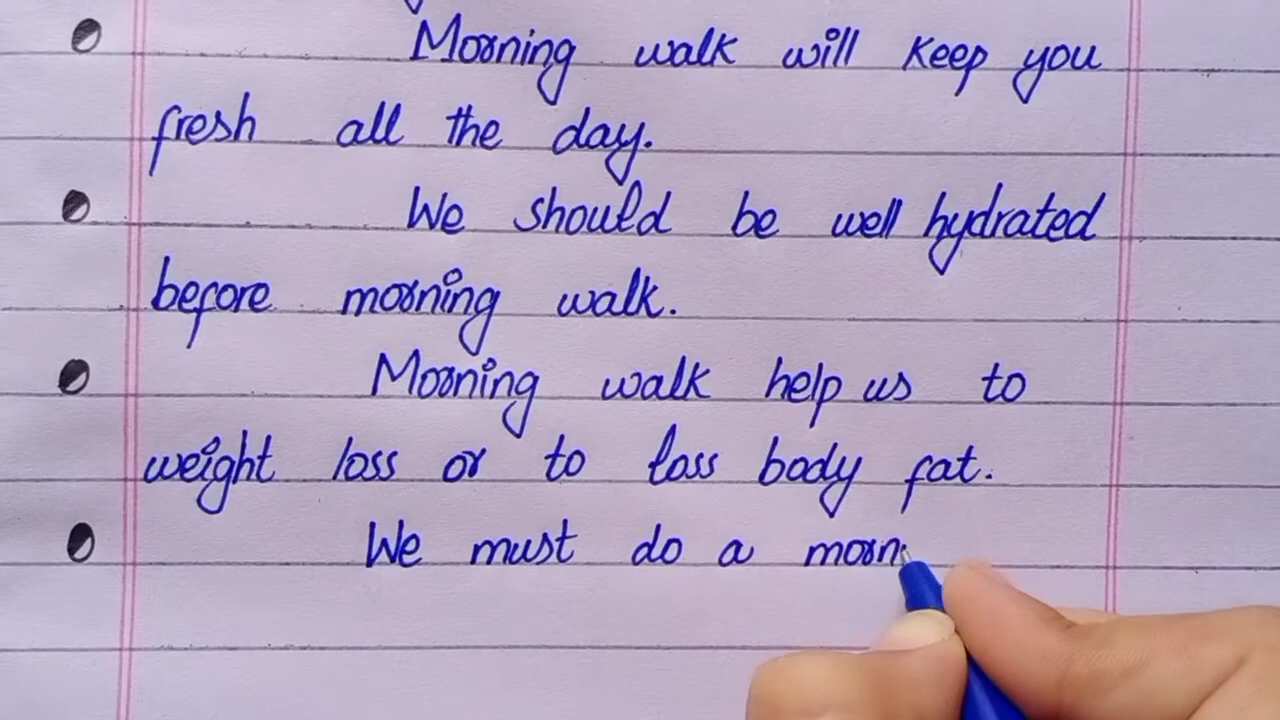 Morning walk will keep you
fresh all the day.
We should be well hydrated
before morning walk.
Morning walk help us to
weight loss or to loss body fat.
We must do a morn